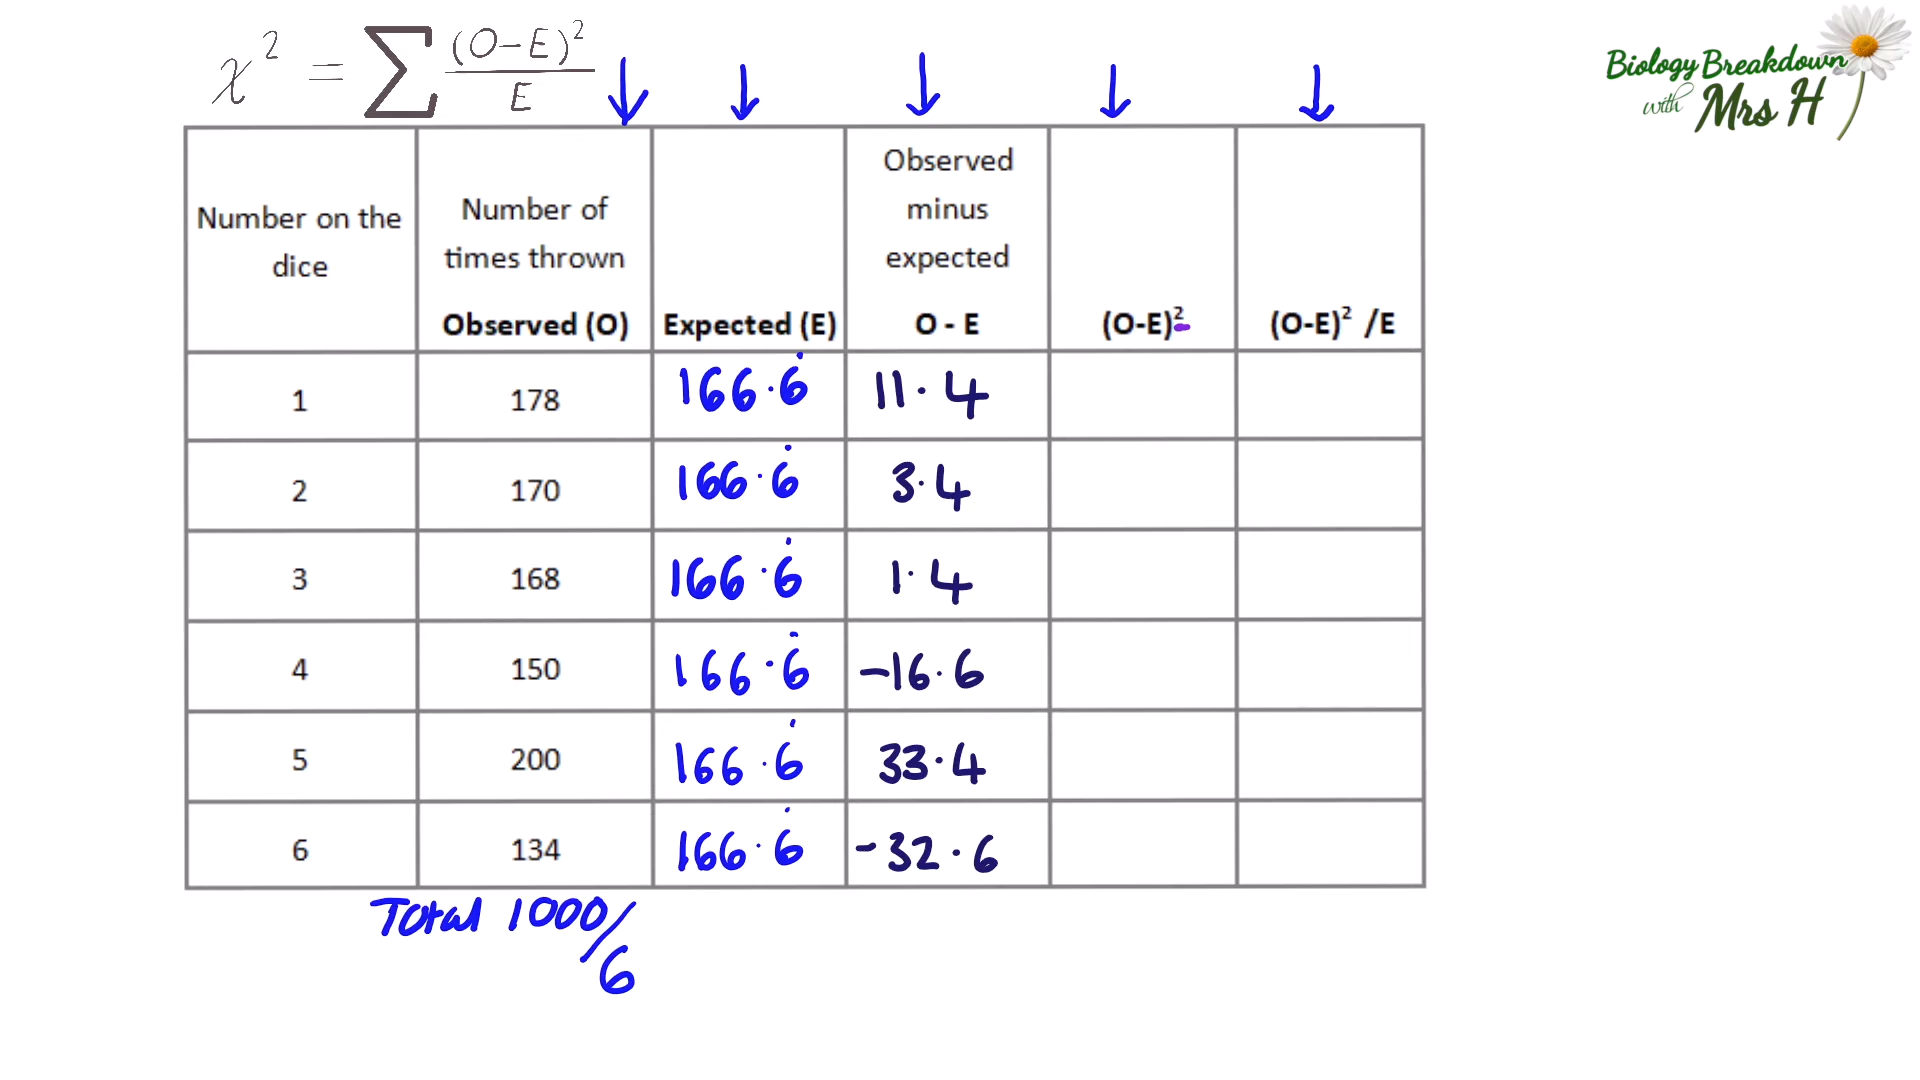 χ² = ∑ (O-E)² / E
Biology Breakdown
with Mrs H
Number on the dice
Number of times thrown Observed (O)
Expected (E)
Observed minus expected O - E
(O-E)²
(O-E)² /E
1 178 166·6̇ 11·4
2 170 166·6̇ 3·4
3 168 166·6̇ 1·4
4 150 166·6̇ -16·6
5 200 166·6̇ 33·4
6 134 166·6̇ -32·6
Total 1000/6